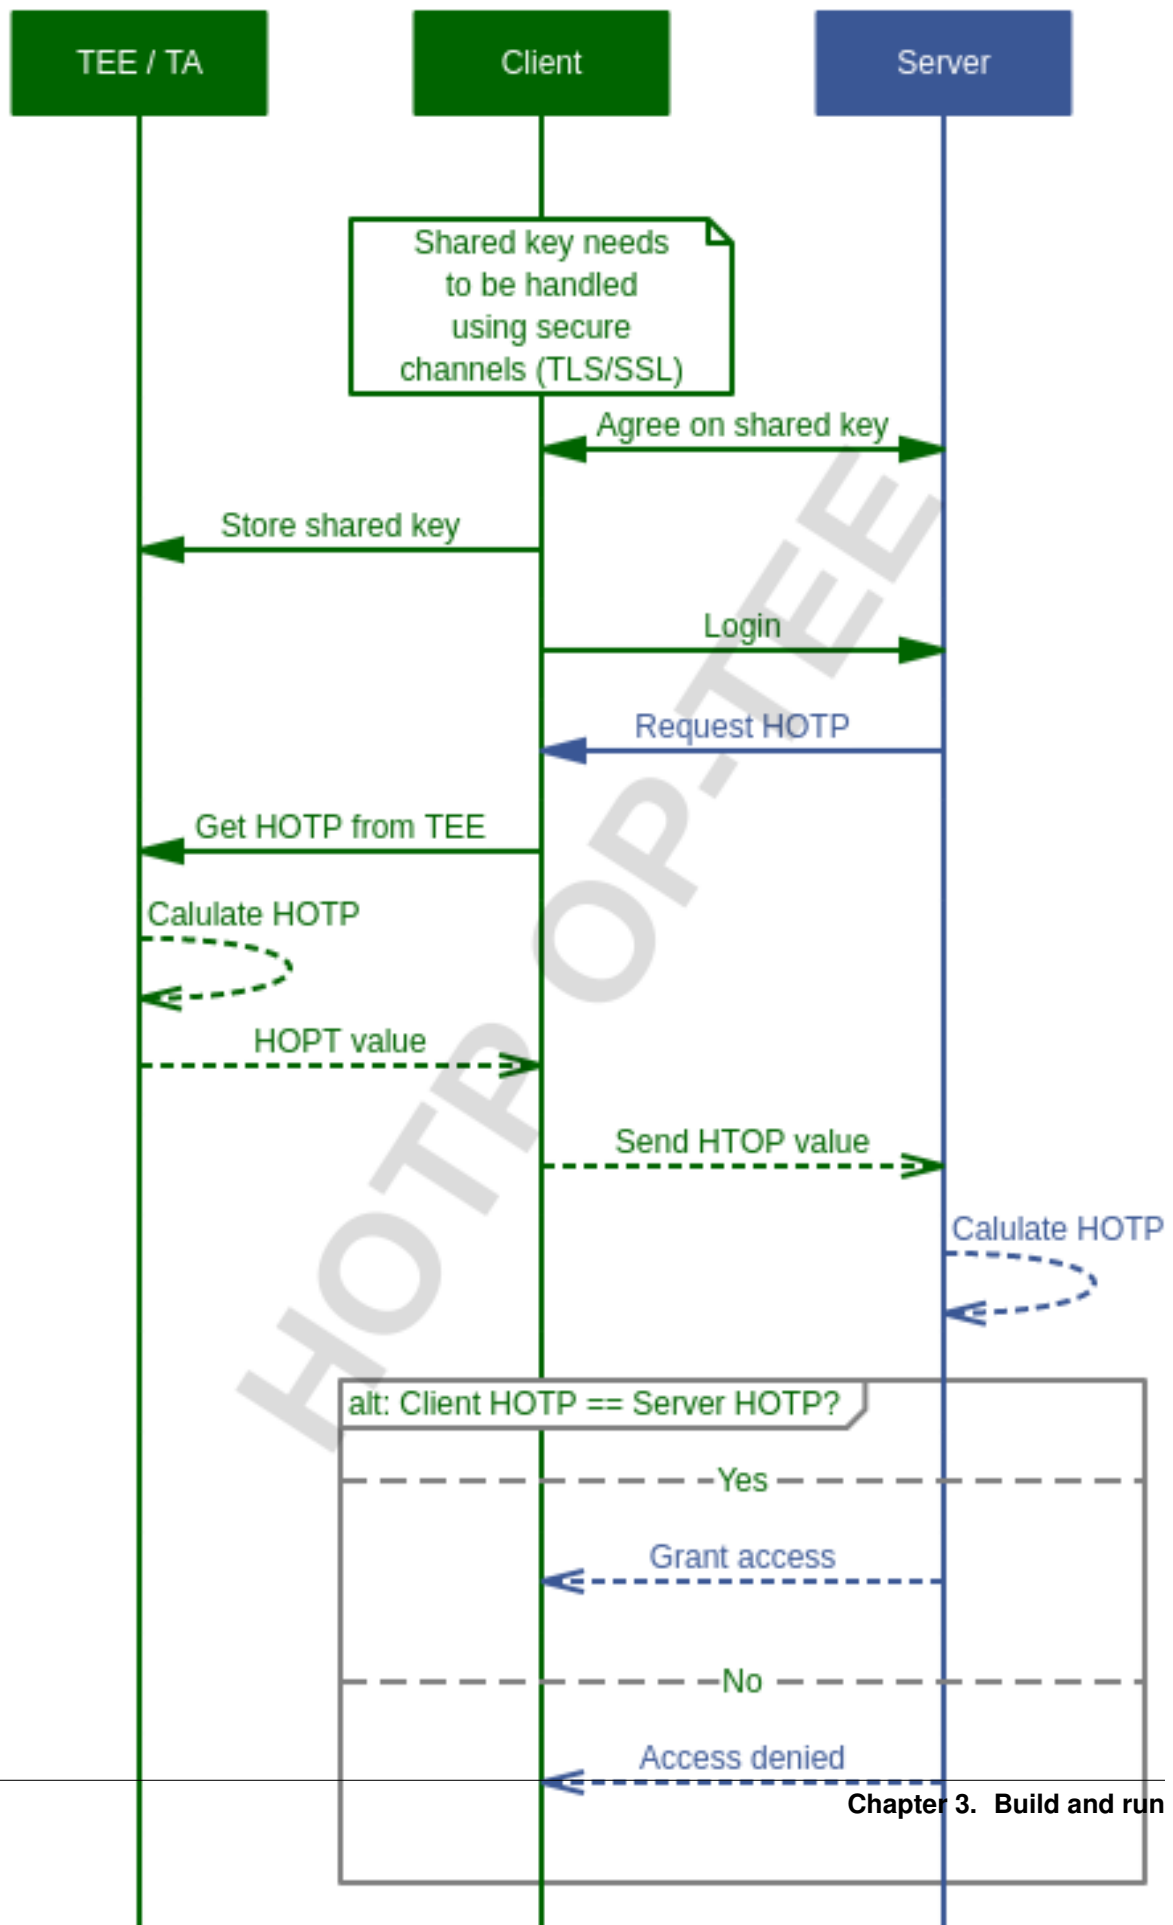 TEE / TA
Client
Server
Shared key needs
to be handled
using secure
channels (TLS/SSL)
Agree on shared key
Store shared key
Login
Request HOTP
Get HOTP from TEE
Calulate HOTP
HOPT value
Send HTOP value
Calulate HOTP
HOTP OP-TEE
alt: Client HOTP == Server HOTP?
Yes
Grant access
No
Access denied
Chapter 3. Build and run